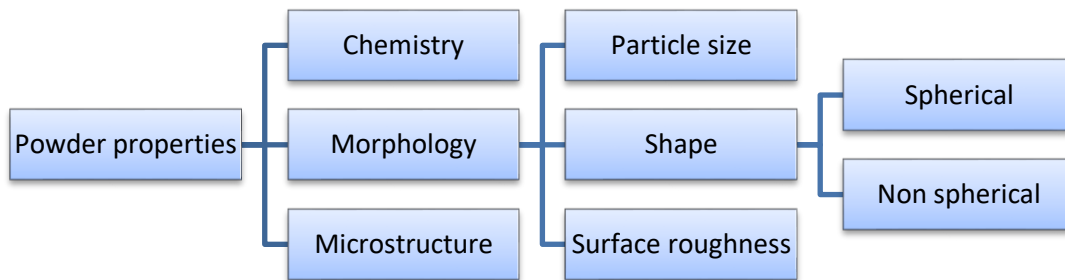 Powder properties
Chemistry
Morphology
Microstructure
Particle size
Shape
Surface roughness
Spherical
Non spherical